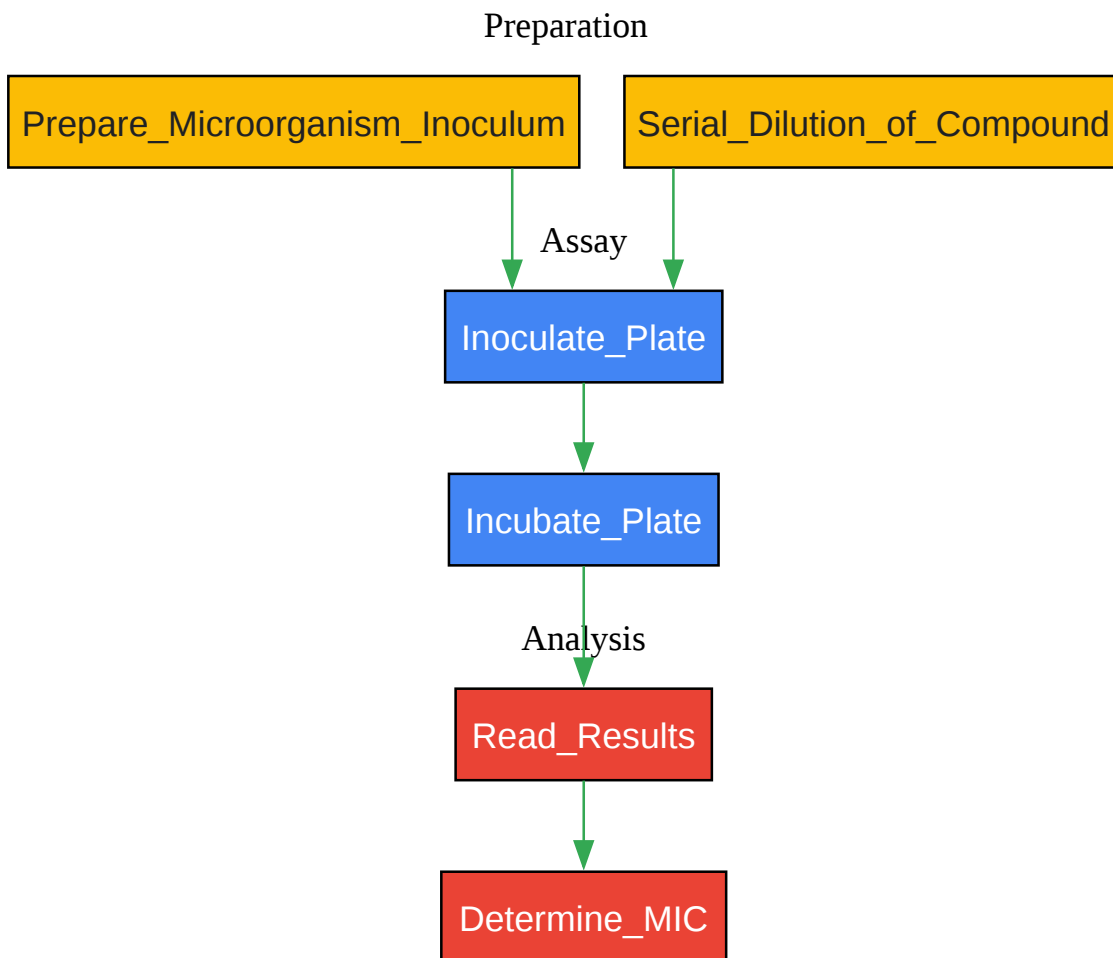 Preparation
Prepare_Microorganism_Inoculum
Serial_Dilution_of_Compound
Assay
Inoculate_Plate
Incubate_Plate
Analysis
Read_Results
Determine_MIC